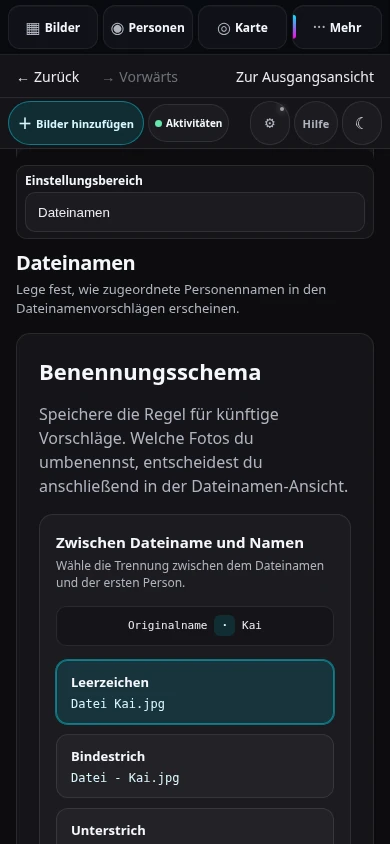 Bilder
Personen
Karte
Mehr
← Zurück
→ Vorwärts
Zur Ausgangsansicht
+ Bilder hinzufügen
Aktivitäten
Hilfe
Einstellungsbereich
Dateinamen
Dateinamen
Lege fest, wie zugeordnete Personennamen in den
Dateinamenvorschlägen erscheinen.
Benennungsschema
Speichere die Regel für künftige
Vorschläge. Welche Fotos du
umbenennst, entscheidest du
anschließend in der Dateinamen-Ansicht.
Zwischen Dateiname und Namen
Wähle die Trennung zwischen dem Dateinamen
und der ersten Person.
Originalname · Kai
Leerzeichen
Datei Kai.jpg
Bindestrich
Datei - Kai.jpg
Unterstrich